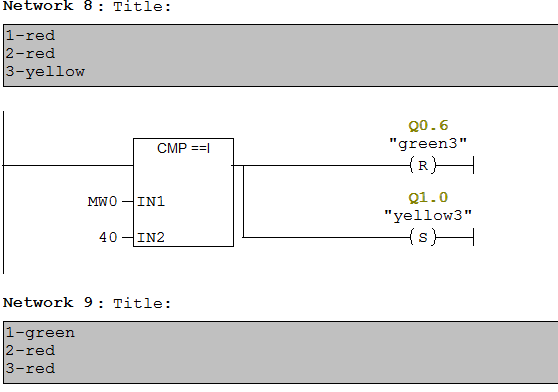 Network 8: Title:
1-red
2-red
3-yellow
Q0.6
CMP ==I
"green3"
R
Q1.0
MW0 IN1
"yellow3"
40 IN2
S
Network 9: Title:
1-green
2-red
3-red